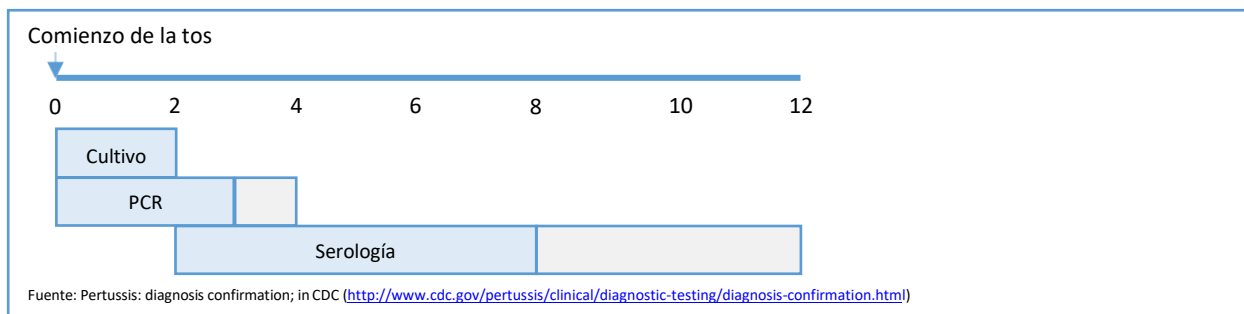 Comienzo de la tos
0 2 4 6 8 10 12
Cultivo
PCR
Serología
Fuente: Pertussis: diagnosis confirmation; in CDC (http://www.cdc.gov/pertussis/clinical/diagnostic-testing/diagnosis-confirmation.html)